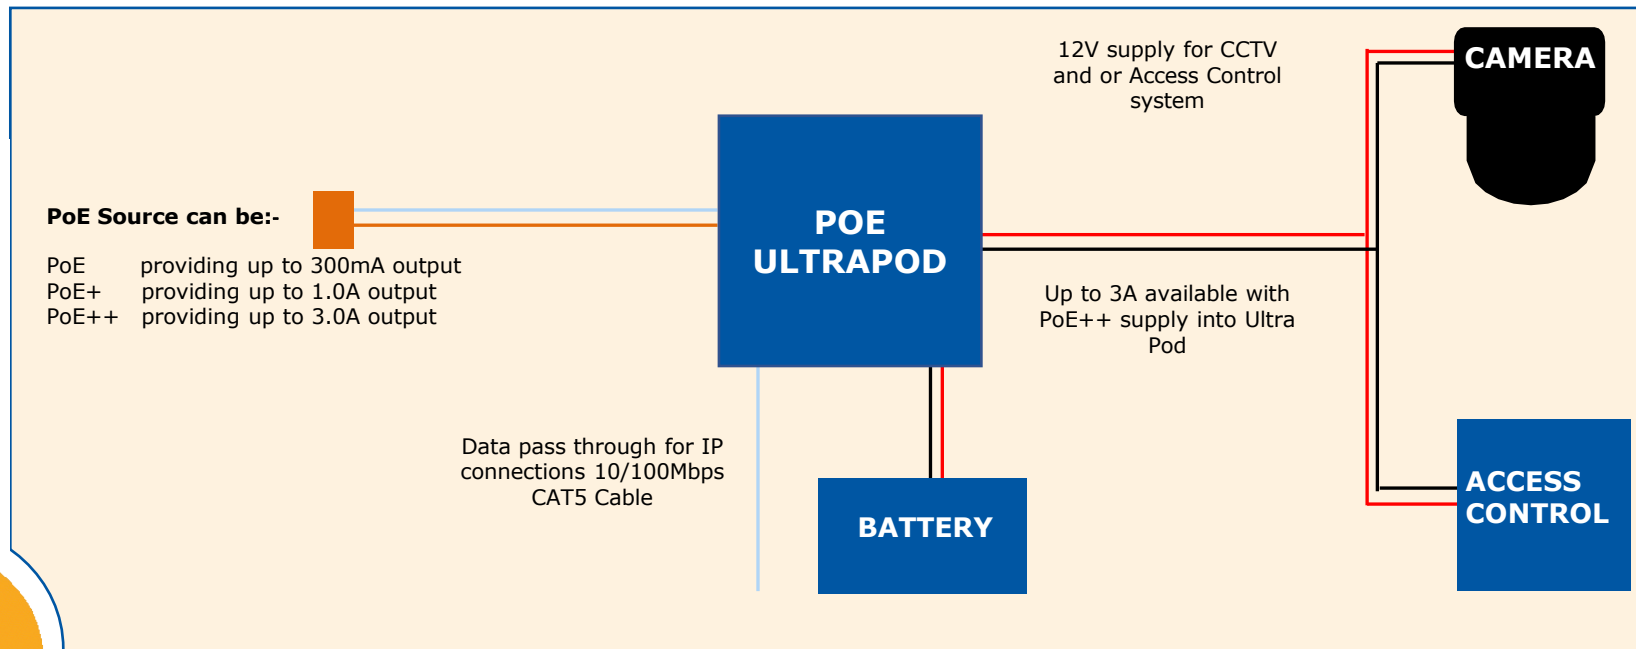 12V supply for CCTV
and or Access Control
system
CAMERA
PoE Source can be:-
PoE providing up to 300mA output
PoE+ providing up to 1.0A output
PoE++ providing up to 3.0A output
POE
ULTRAPOD
Up to 3A available with
PoE++ supply into Ultra
Pod
Data pass through for IP
connections 10/100Mbps
CAT5 Cable
BATTERY
ACCESS
CONTROL